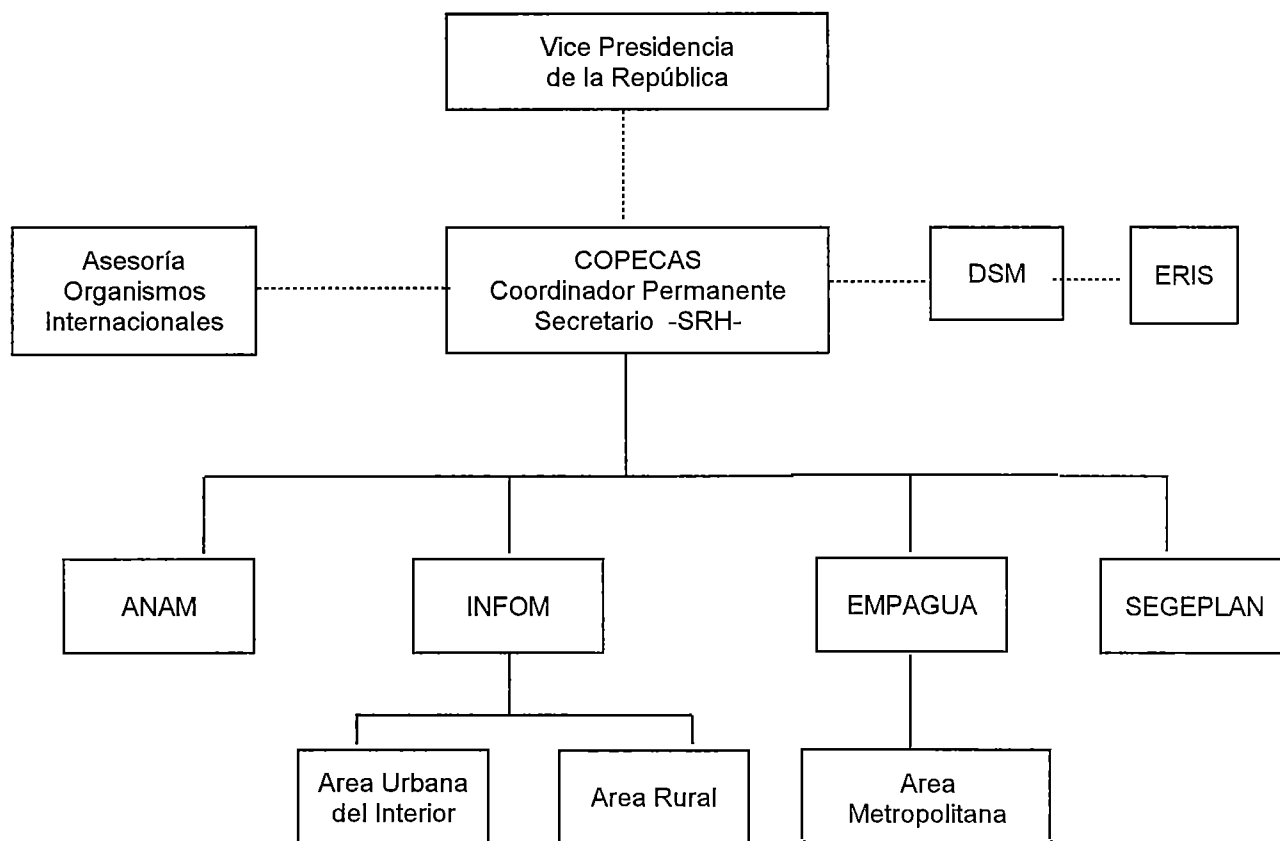 Vice Presidencia
de la República
Asesoría
Organismos
Internacionales
COPECAS
Coordinador Permanente
Secretario -SRH-
DSM
ERIS
ANAM
INFOM
EMPAGUA
SEGEPLAN
Area Urbana
del Interior
Area Rural
Area
Metropolitana